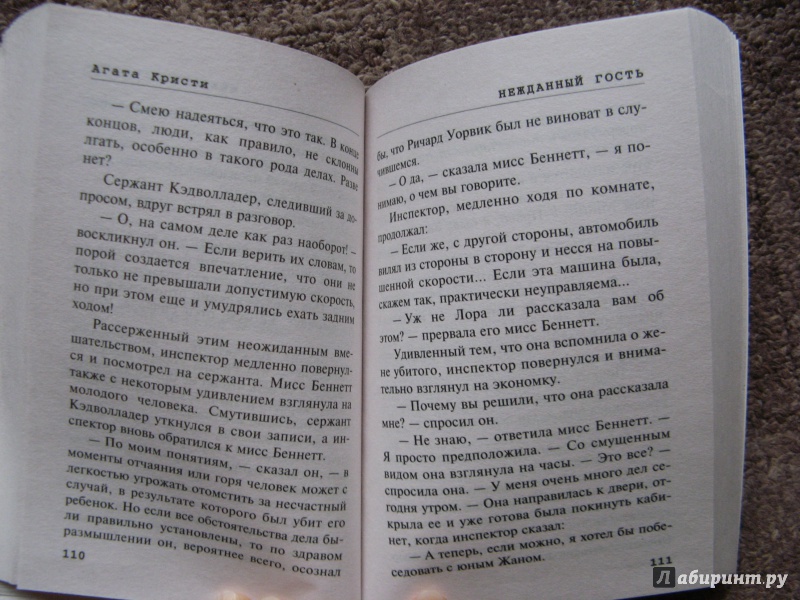 Агата Кристи
— Смею надеяться, что это так. В конце
концов, люди, как правило, не склонны
лгать, особенно в такого рода делах. Разве
нет?
Сержант Кэдволладер, следивший за до-
просом, вдруг встрял в разговор.
— О, на самом деле как раз наоборот! –
воскликнул он. — Если верить их словам, то
порой создается впечатление, что они не
только не превышали допустимую скорость,
но при этом еще и умудрялись ехать задним
ходом!
Рассерженный этим неожиданным вме-
шательством, инспектор медленно повернул-
ся и посмотрел на сержанта. Мисс Беннетт
также с некоторым удивлением взглянула на
молодого человека. Смутившись, сержант
Кэдволладер уткнулся в свои записи, а ин-
спектор вновь обратился к мисс Беннетт.
— По моим понятиям, — сказал он, — в
моменты отчаяния или горя человек может с
легкостью угрожать отомстить за несчастный
случай, в результате которого был убит его
ребенок. Но если все обстоятельства дела бы-
ли правильно установлены, то по здравом
размышлении он, вероятнее всего, осознал
110
НЕЖДАННЫЙ ГОСТЬ
бы, что Ричард Уорвик был не виноват в слу-
чившемся.
— О да, — сказала мисс Беннетт, — я по-
нимаю, о чем вы говорите.
Инспектор, медленно ходя по комнате,
продолжал:
— Если же, с другой стороны, автомобиль
вилял из стороны в сторону и несся на повы-
шенной скорости... Если эта машина была,
скажем так, практически неуправляема...
— Уж не Лора ли рассказала вам об
этом? — прервала его мисс Беннетт.
Удивленный тем, что она вспомнила о же-
не убитого, инспектор повернулся и внима-
тельно взглянул на экономку.
— Почему вы решили, что она рассказала
мне? — спросил он.
— Не знаю, — ответила мисс Беннетт. —
Я просто предположила. — Со смущенным
видом она взглянула на часы. — Это все? —
спросила она. — У меня очень много дел се-
годня утром. — Она направилась к двери, от-
крыла ее и уже готова была покинуть каби-
нет, когда инспектор сказал:
— А теперь, если можно, я хотел бы побе-
седовать с юным Жаном.
111
Лабиринт.ру